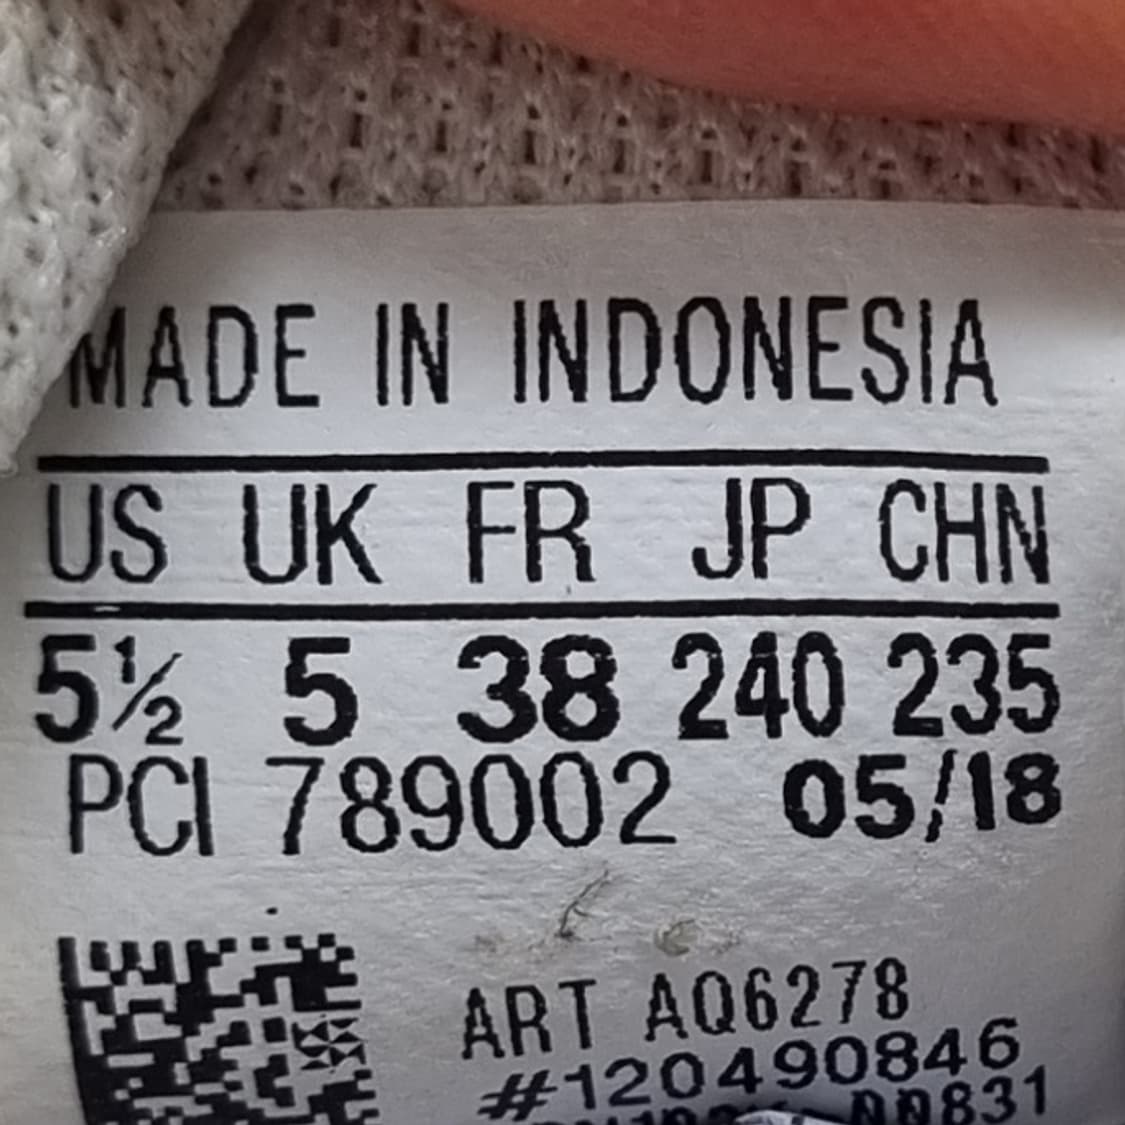 MADE IN INDONESIA
US UK FR JP CHN
5½ 5 38 240 235
PCI 789002 05/18
ART AQ6278
#120490846